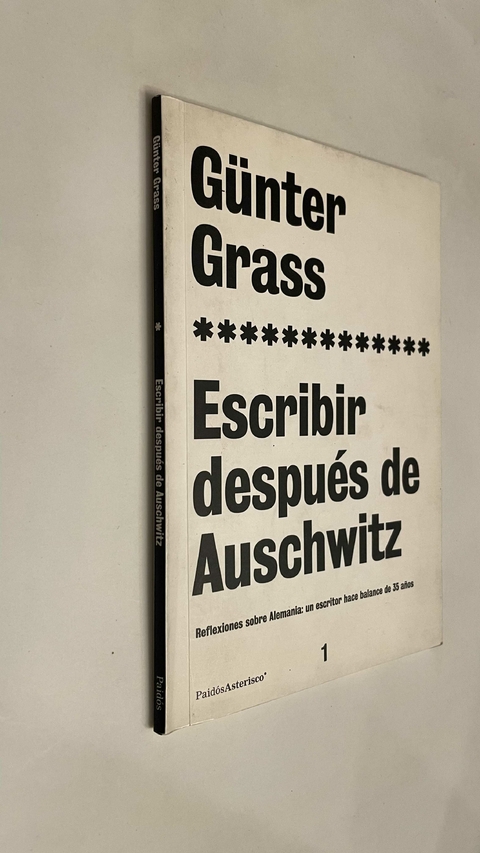 Günter Grass * Escribir después de Auschwitz Paidós
Günter
Grass
*************
Escribir
después de
Auschwitz
Reflexiones sobre Alemania: un escritor hace balance de 35 años
1
PaidósAsterisco*